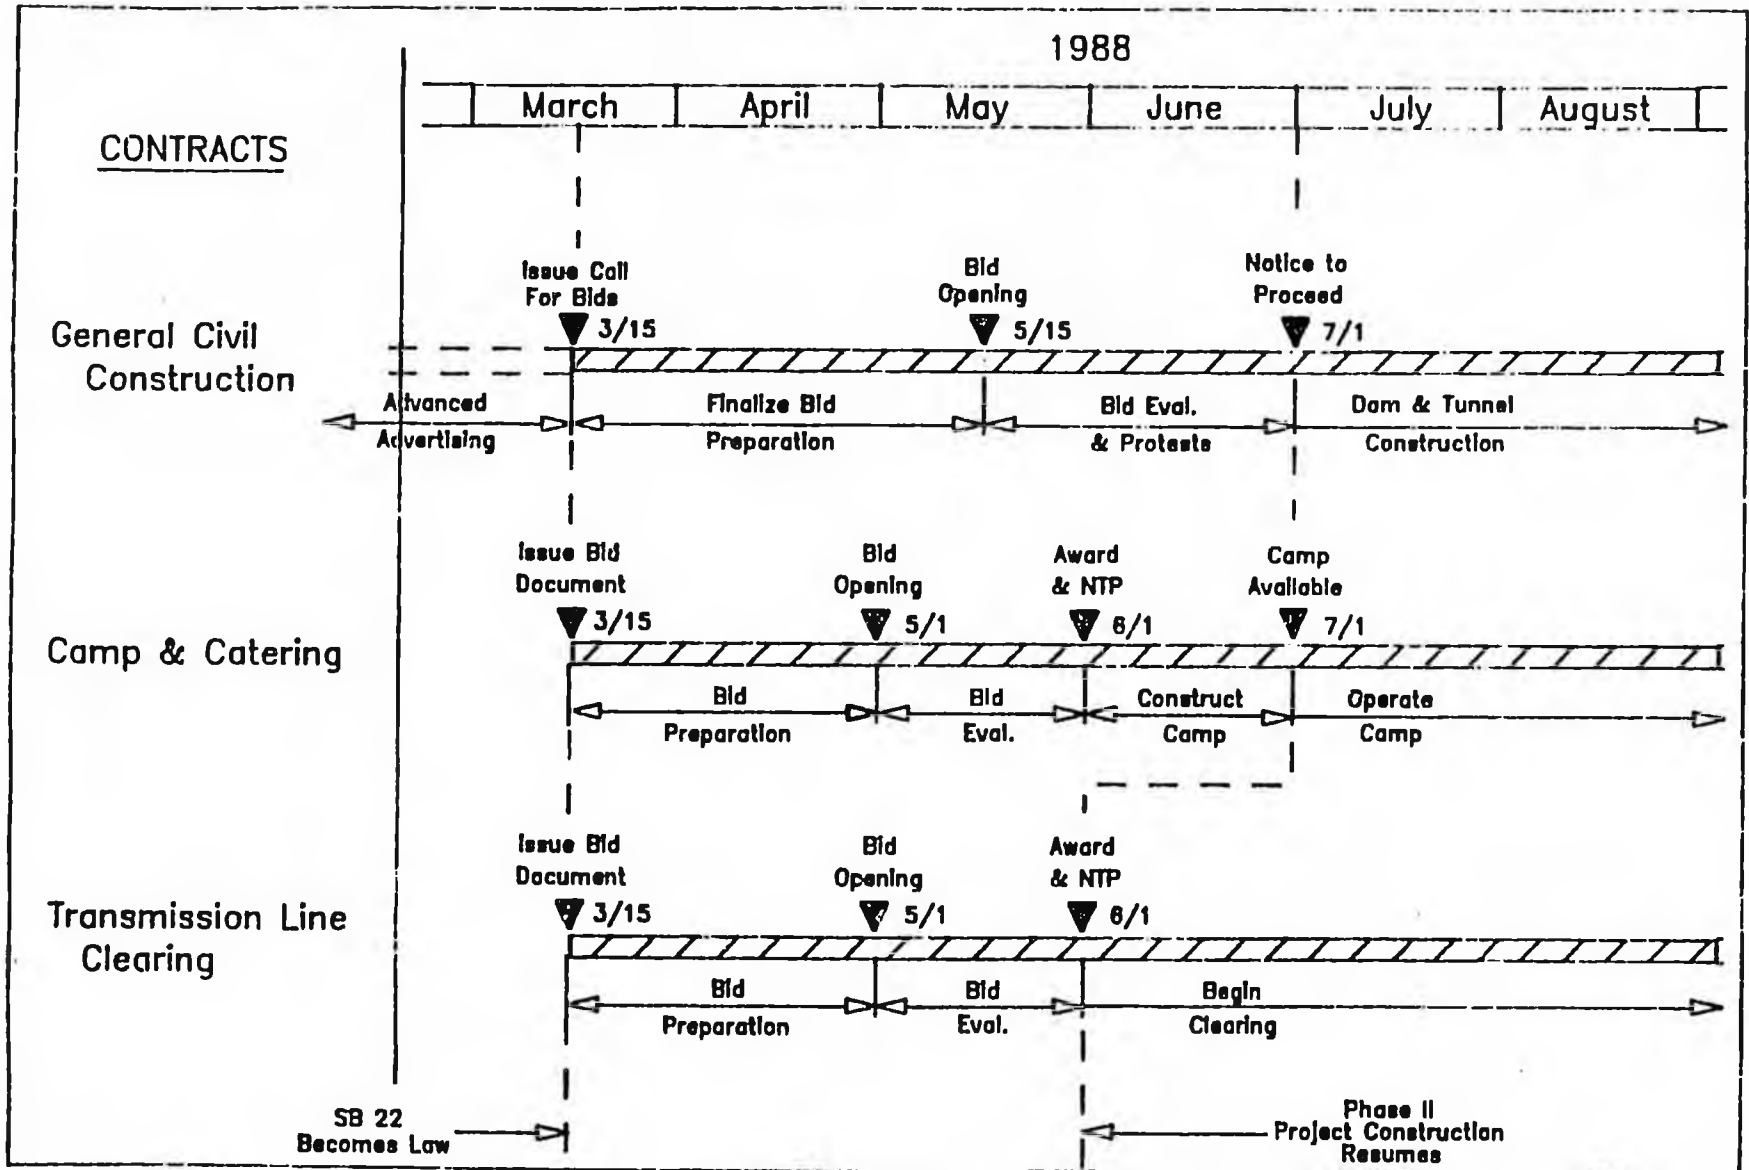 1988
March April May June July August
CONTRACTS
Issue Call
For Bids
3/15
Bid
Opening
5/15
Notice to
Proceed
7/1
General Civil
Construction
Advanced
Advertising
Finalize Bid
Preparation
Bid Eval.
& Protests
Dam & Tunnel
Construction
Issue Bid
Document
3/15
Bid
Opening
5/1
Award
& NTP
6/1
Camp
Available
7/1
Camp & Catering
Bid
Preparation
Bid
Eval.
Construct
Camp
Operate
Camp
Issue Bid
Document
3/15
Bid
Opening
5/1
Award
& NTP
6/1
Transmission Line
Clearing
Bid
Preparation
Bid
Eval.
Begin
Clearing
SB 22
Becomes Law
Phase II
Project Construction
Resumes